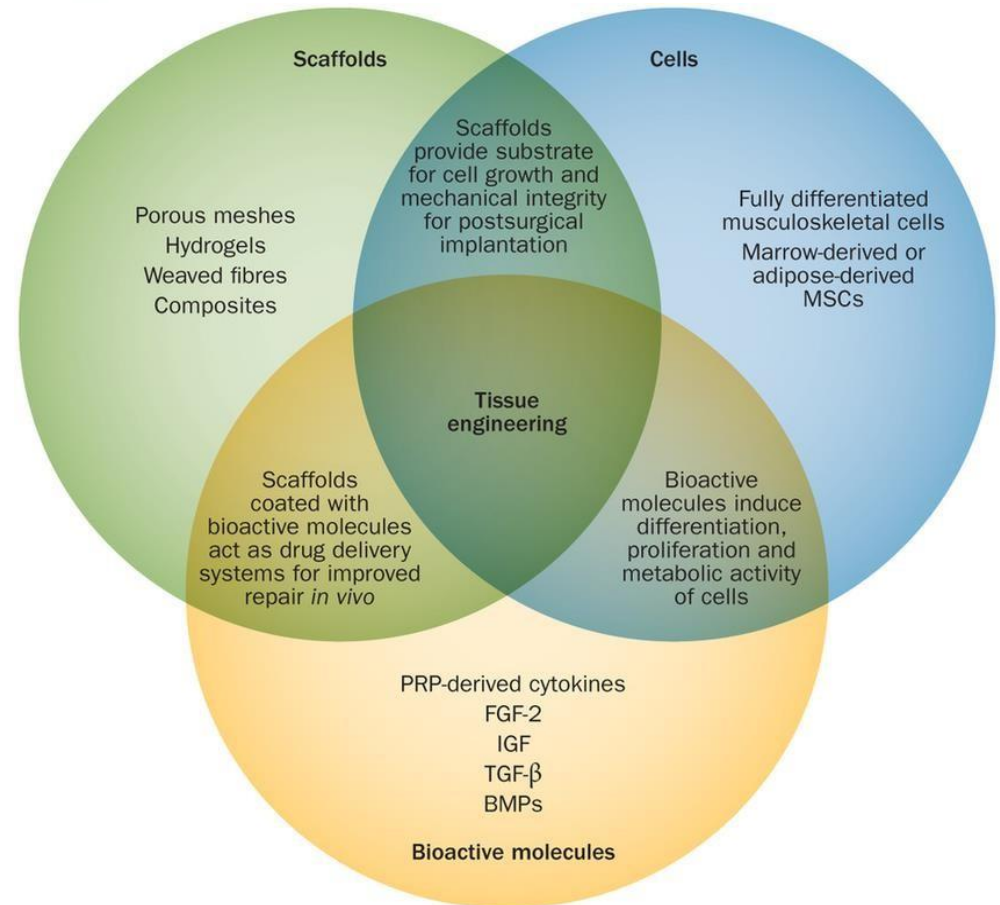 Scaffolds
Cells
Scaffolds
provide substrate
for cell growth and
mechanical integrity
for postsurgical
implantation
Porous meshes
Hydrogels
Weaved fibres
Composites
Fully differentiated
musculoskeletal cells
Marrow-derived or
adipose-derived
MSCs
Tissue
engineering
Scaffolds
coated with
bioactive molecules
act as drug delivery
systems for improved
repair in vivo
Bioactive
molecules induce
differentiation,
proliferation and
metabolic activity
of cells
PRP-derived cytokines
FGF-2
IGF
TGF-β
BMPs
Bioactive molecules